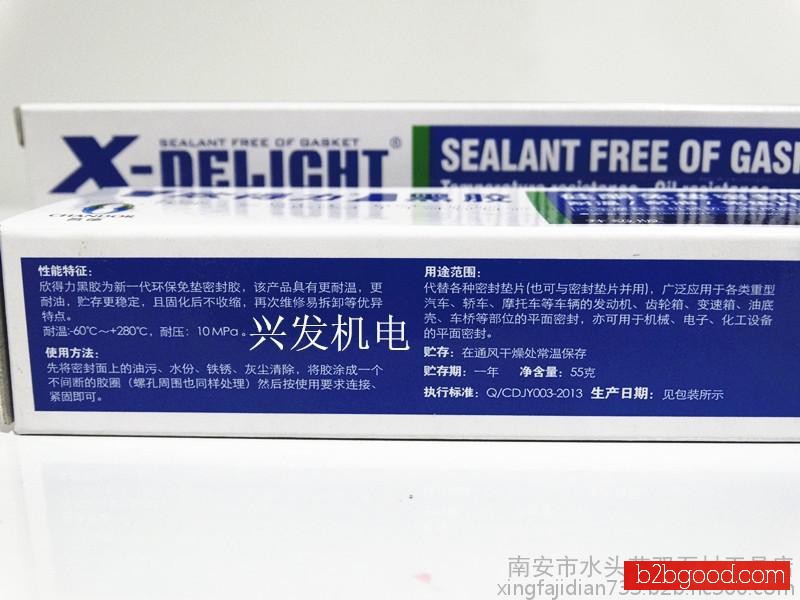 SEALANT FREE OF GASKET
X-DELIGHT®
SEALANT FREE OF GASK
CHANDOR
黑胶
性能特征：
欣得力黑胶为新一代环保免垫密封胶，该产品具有更耐温，更
耐油，贮存更稳定，且固化后不收缩，再次维修易拆卸等优异
特点。
耐温:-60℃～+280℃，耐压：10 MPa 。
兴发机电
使用方法：
先将密封面上的油污、水份、铁锈、灰尘清除，将胶涂成一个
不间断的胶圈（螺孔周围也同样处理）然后按使用要求连接、
紧固即可。
用途范围：
代替各种密封垫片(也可与密封垫片并用)，广泛应用于各类重型
汽车、轿车、摩托车等车辆的发动机、齿轮箱、变速箱、油底
壳、车桥等部位的平面密封，亦可用于机械、电子、化工设备
的平面密封。
贮存：在通风干燥处常温保存
贮存期：一年 净含量：55克
执行标准：Q/CDJY003-2013 生产日期：见包装所示
南安市水头
xingfajidian735.b2b.hc360.com
b2bgood.com